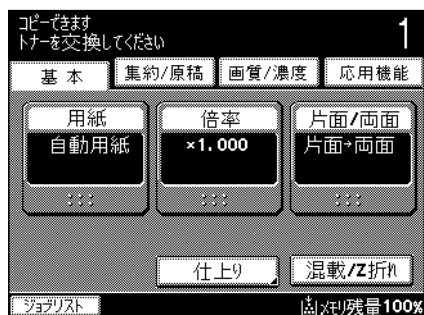 コピーできます
トナーを交換してください
1
基本
集約/原稿
画質/濃度
応用機能
用紙
自動用紙
倍率
×1.000
片面/両面
片面→両面
仕上り
混載/Z折れ
ジョブリスト
メモリ残量100%